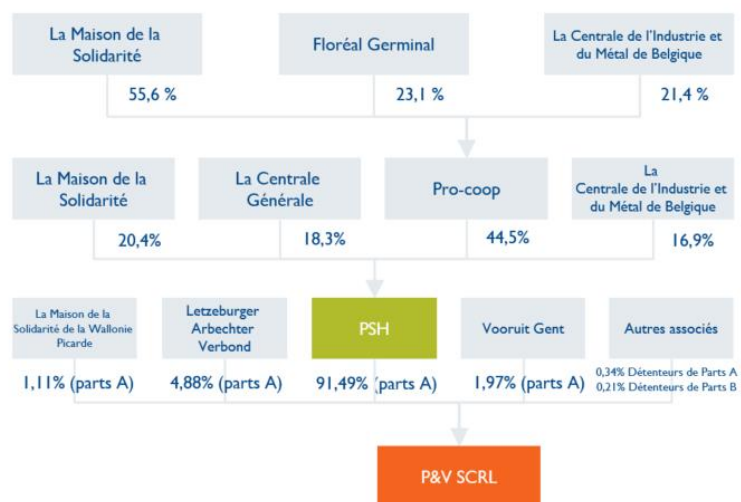 La Maison de la
Solidarité
Floréal Germinal
La Centrale de l'Industrie et
du Métal de Belgique
55,6 %
23,1 %
21,4 %
La Maison de la
Solidarité
La Centrale
Générale
Pro-coop
La
Centrale de l'Industrie et
du Métal de Belgique
20,4%
18,3%
44,5%
16,9%
La Maison de la
Solidarité de la Wallonie
Picarde
Letzeburger
Arbechter
Verbond
PSH
Vooruit Gent
Autres associés
1,11% (parts A)
4,88% (parts A)
91,49% (parts A)
1,97% (parts A)
0,34% Détenteurs de Parts A
0,21% Détenteurs de Parts B
P&V SCRL